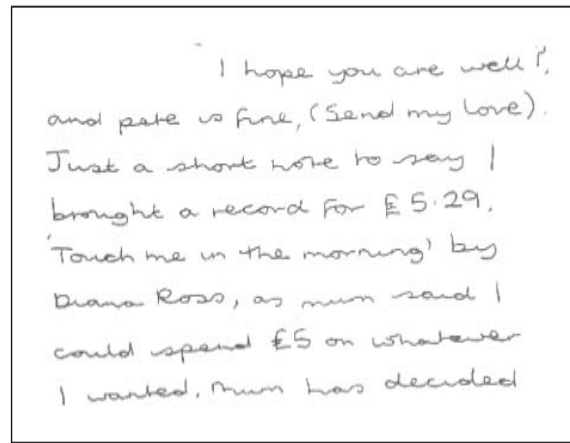 I hope you are well?,
and pete is fine, (Send my love).
Just a short note to say I
brought a record for £5.29,
'Touch me in the morning' by
Diana Ross, as mum said I
could spend £5 on whatever
I wanted. Mum has decided